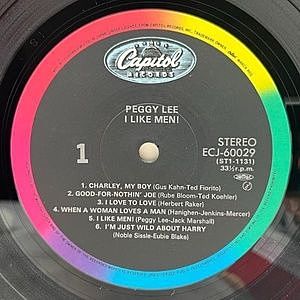 Capitol
RECORDS
PEGGY LEE
I LIKE MEN!
1
STEREO
ECJ-60029
(ST1-1131)
33⅓ r.p.m.
1. CHARLEY, MY BOY (Gus Kahn-Ted Fiorito)
2. GOOD-FOR-NOTHIN' JOE (Rube Bloom-Ted Koehler)
3. I LOVE TO LOVE (Herbert Baker)
4. WHEN A WOMAN LOVES A MAN (Hanighen-Jenkins-Mercer)
5. I LIKE MEN! (Peggy Lee-Jack Marshall)
6. I'M JUST WILD ABOUT HARRY
(Noble Sissle-Eubie Blake)